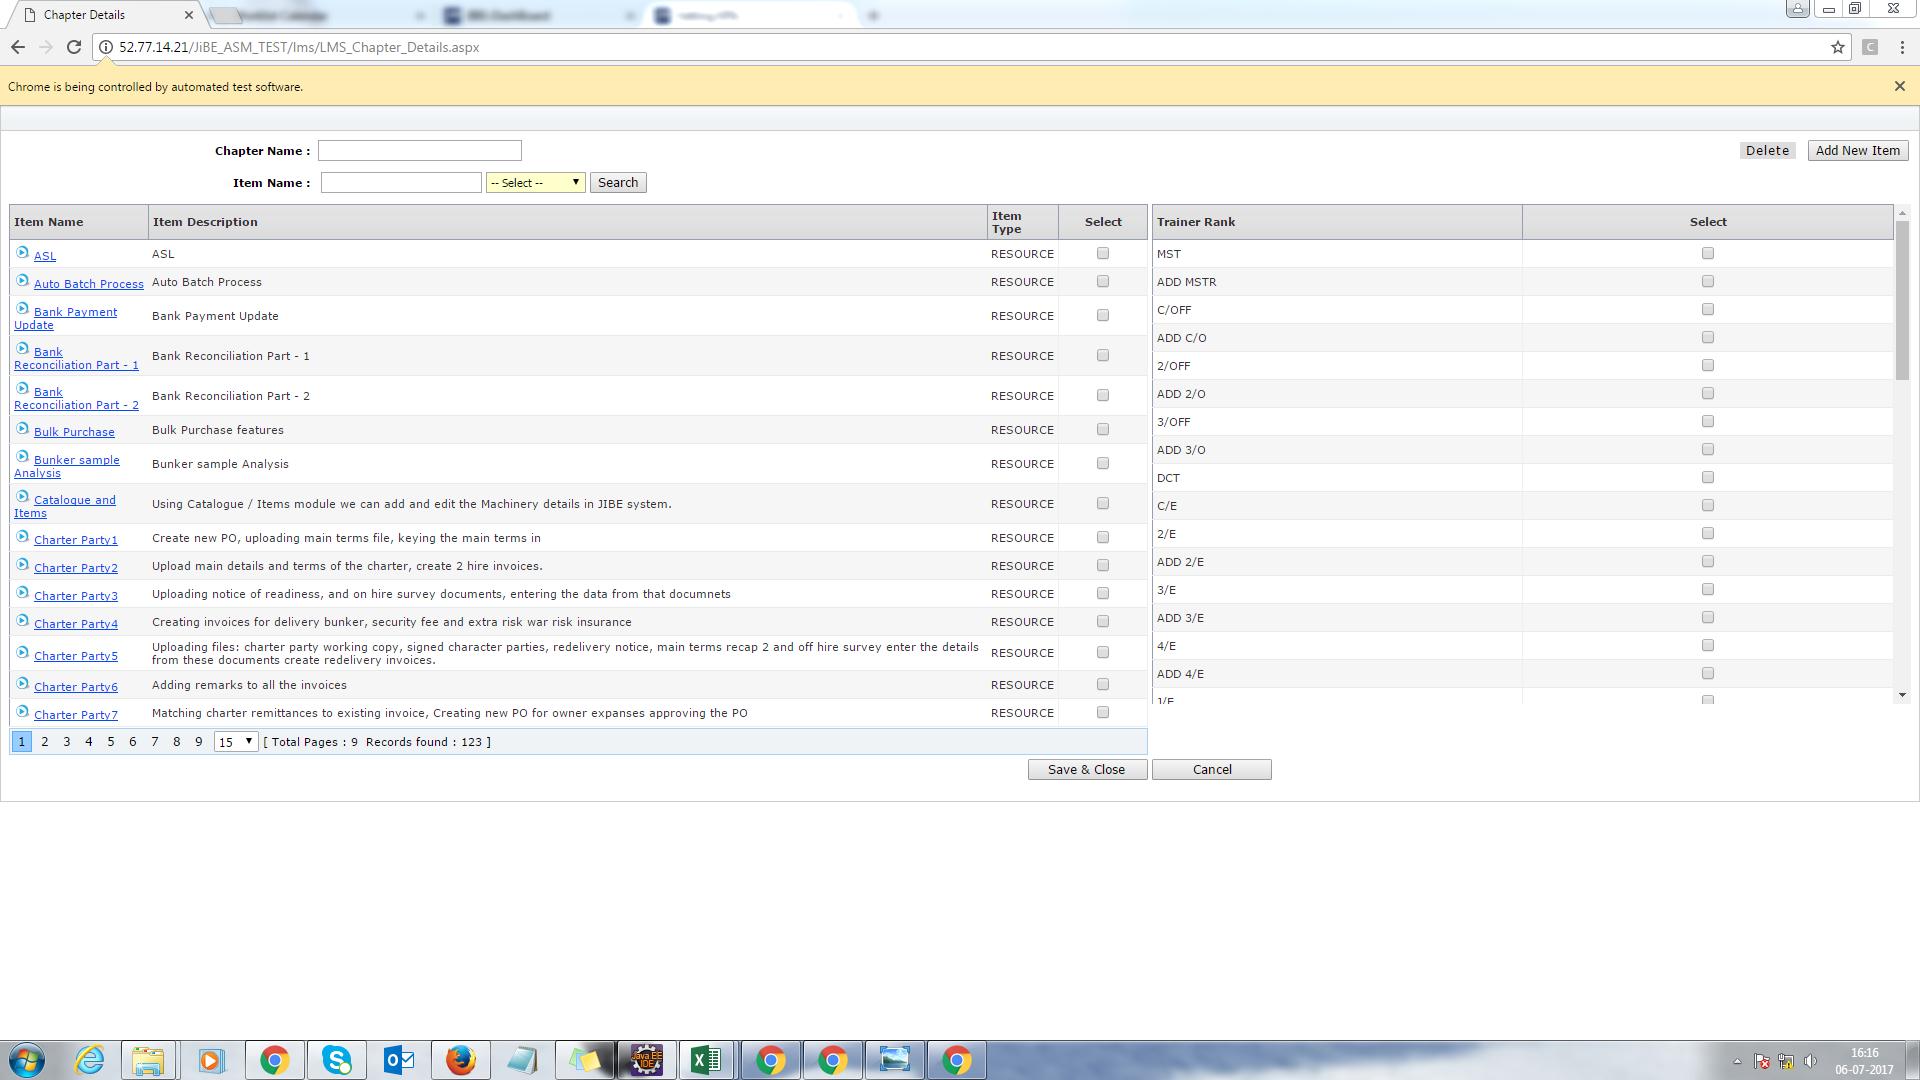 Chapter Details
52.77.14.21/JiBE_ASM_TEST/lms/LMS_Chapter_Details.aspx
C
Chrome is being controlled by automated test software.
Chapter Name :
Delete
Add New Item
Item Name :
-- Select --
Search
Item Name Item Description Item Type Select
ASL ASL RESOURCE
Auto Batch Process Auto Batch Process RESOURCE
Bank Payment Update Bank Payment Update RESOURCE
Bank Reconciliation Part - 1 Bank Reconciliation Part - 1 RESOURCE
Bank Reconciliation Part - 2 Bank Reconciliation Part - 2 RESOURCE
Bulk Purchase Bulk Purchase features RESOURCE
Bunker sample Analysis Bunker sample Analysis RESOURCE
Catalogue and Items Using Catalogue / Items module we can add and edit the Machinery details in JIBE system. RESOURCE
Charter Party1 Create new PO, uploading main terms file, keying the main terms in RESOURCE
Charter Party2 Upload main details and terms of the charter, create 2 hire invoices. RESOURCE
Charter Party3 Uploading notice of readiness, and on hire survey documents, entering the data from that documnets RESOURCE
Charter Party4 Creating invoices for delivery bunker, security fee and extra risk war risk insurance RESOURCE
Charter Party5 Uploading files: charter party working copy, signed character parties, redelivery notice, main terms recap 2 and off hire survey enter the details from these documents create redelivery invoices. RESOURCE
Charter Party6 Adding remarks to all the invoices RESOURCE
Charter Party7 Matching charter remittances to existing invoice, Creating new PO for owner expanses approving the PO RESOURCE
1 2 3 4 5 6 7 8 9 15 [ Total Pages : 9 Records found : 123 ]
Trainer Rank Select
MST
ADD MSTR
C/OFF
ADD C/O
2/OFF
ADD 2/O
3/OFF
ADD 3/O
DCT
C/E
2/E
ADD 2/E
3/E
ADD 3/E
4/E
ADD 4/E
Save & Close
Cancel
Java EE
IDE
16:16
06-07-2017